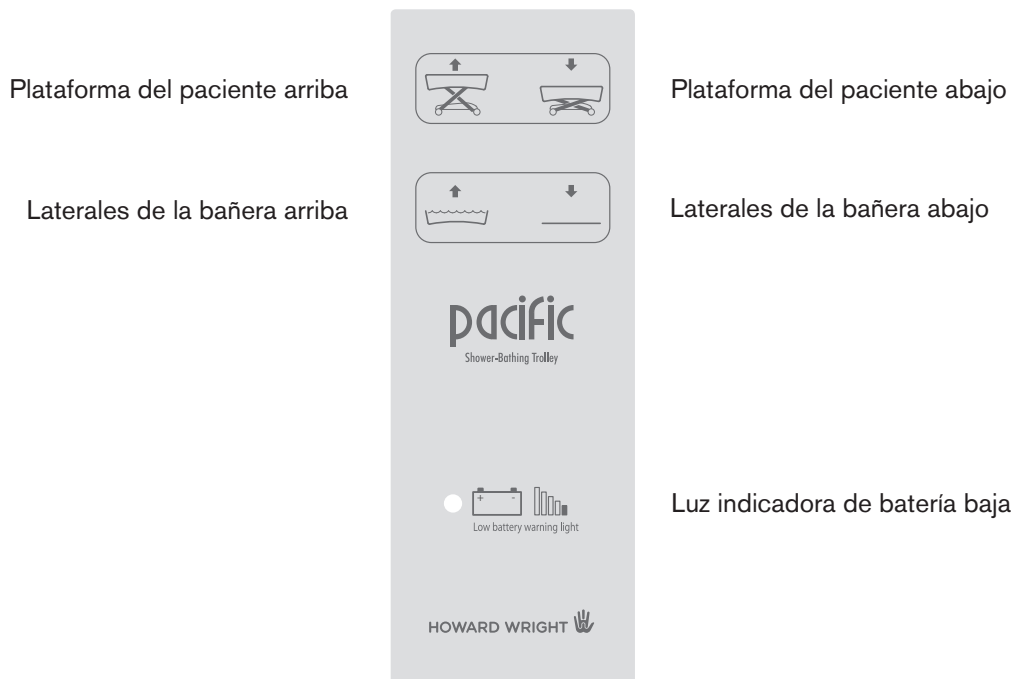 Plataforma del paciente arriba
Plataforma del paciente abajo
Laterales de la bañera arriba
Laterales de la bañera abajo
pacific
Shower-Bathing Trolley
+ -
Luz indicadora de batería baja
Low battery warning light
HOWARD WRIGHT